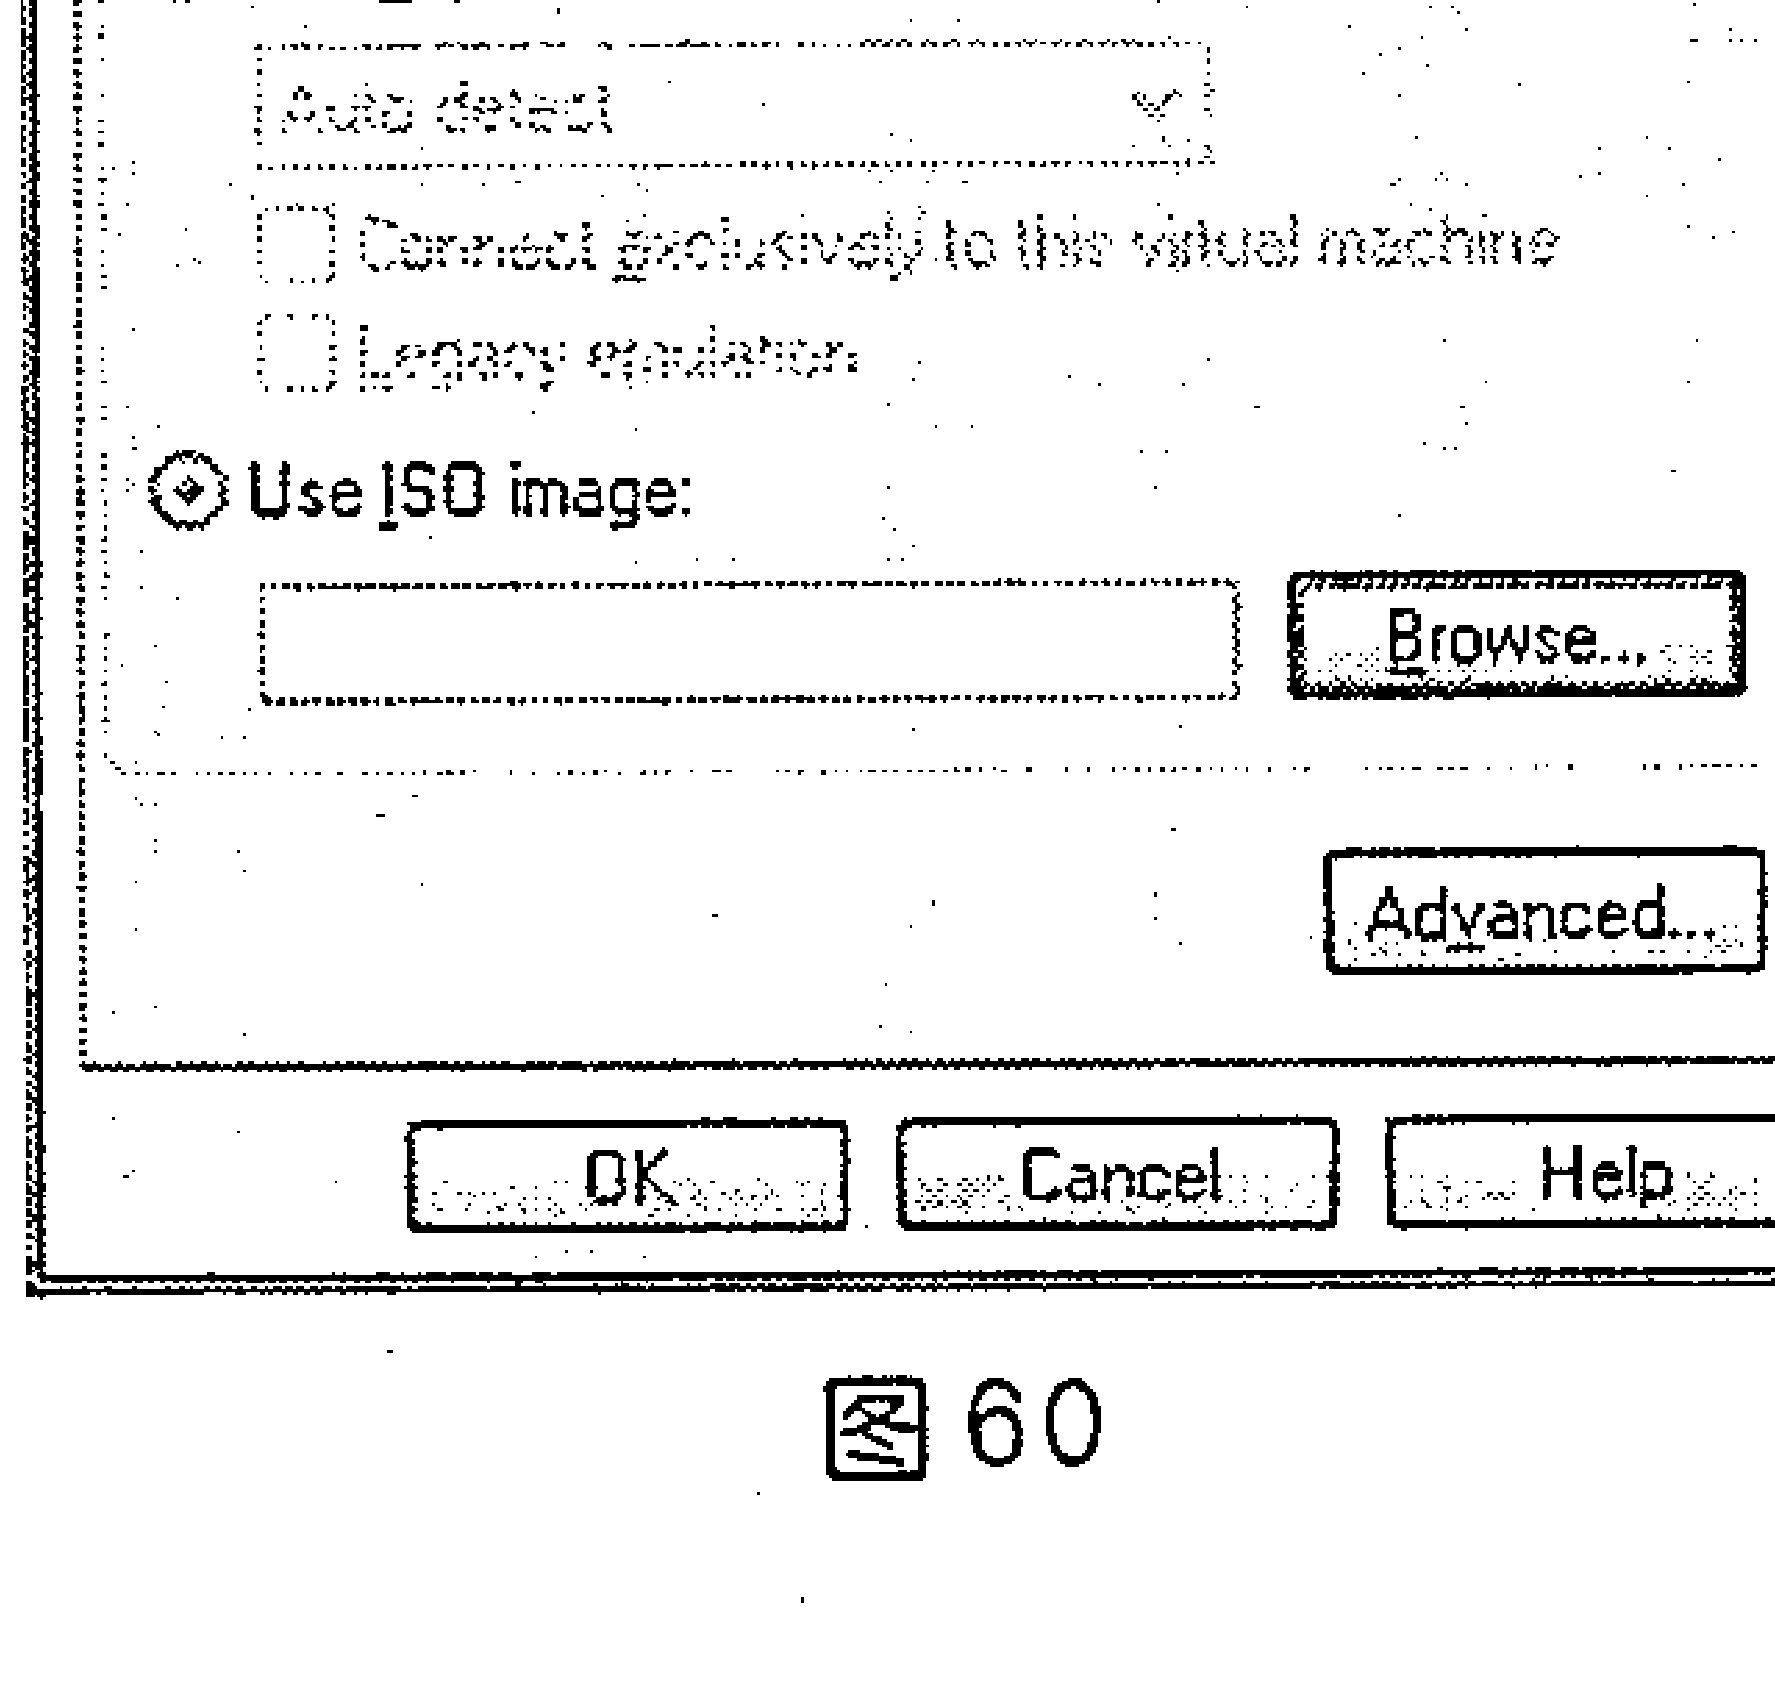 Auto detect
Connect exclusively to this virtual machine
Legacy emulation
Use ISO image:
Browse...
Advanced...
OK Cancel Help
图 60